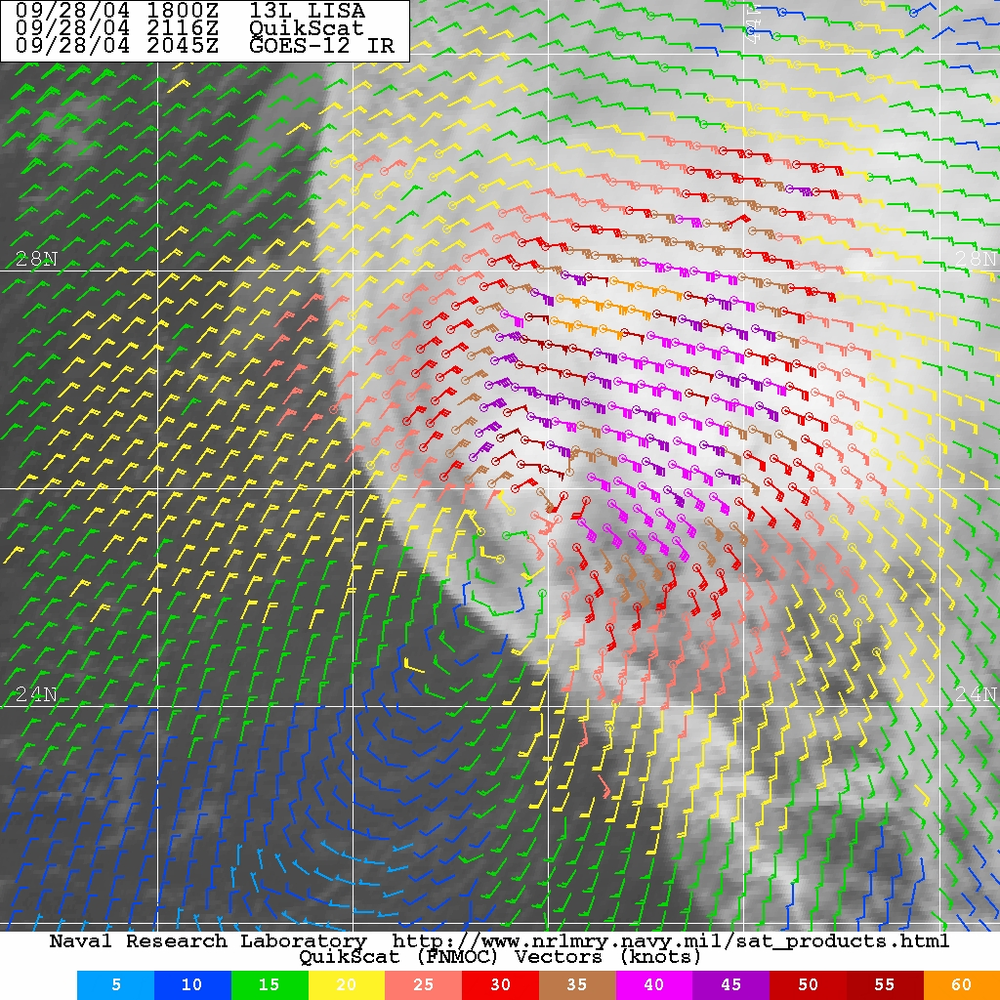 09/28/04 1800Z 13L LISA
09/28/04 2116Z QuikScat
09/28/04 2045Z GOES-12 IR
44W
28N 28N
24N 24N
Naval Research Laboratory http://www.nrlmry.navy.mil/sat_products.html
QuikScat (FNMOC) Vectors (knots)
5 10 15 20 25 30 35 40 45 50 55 60